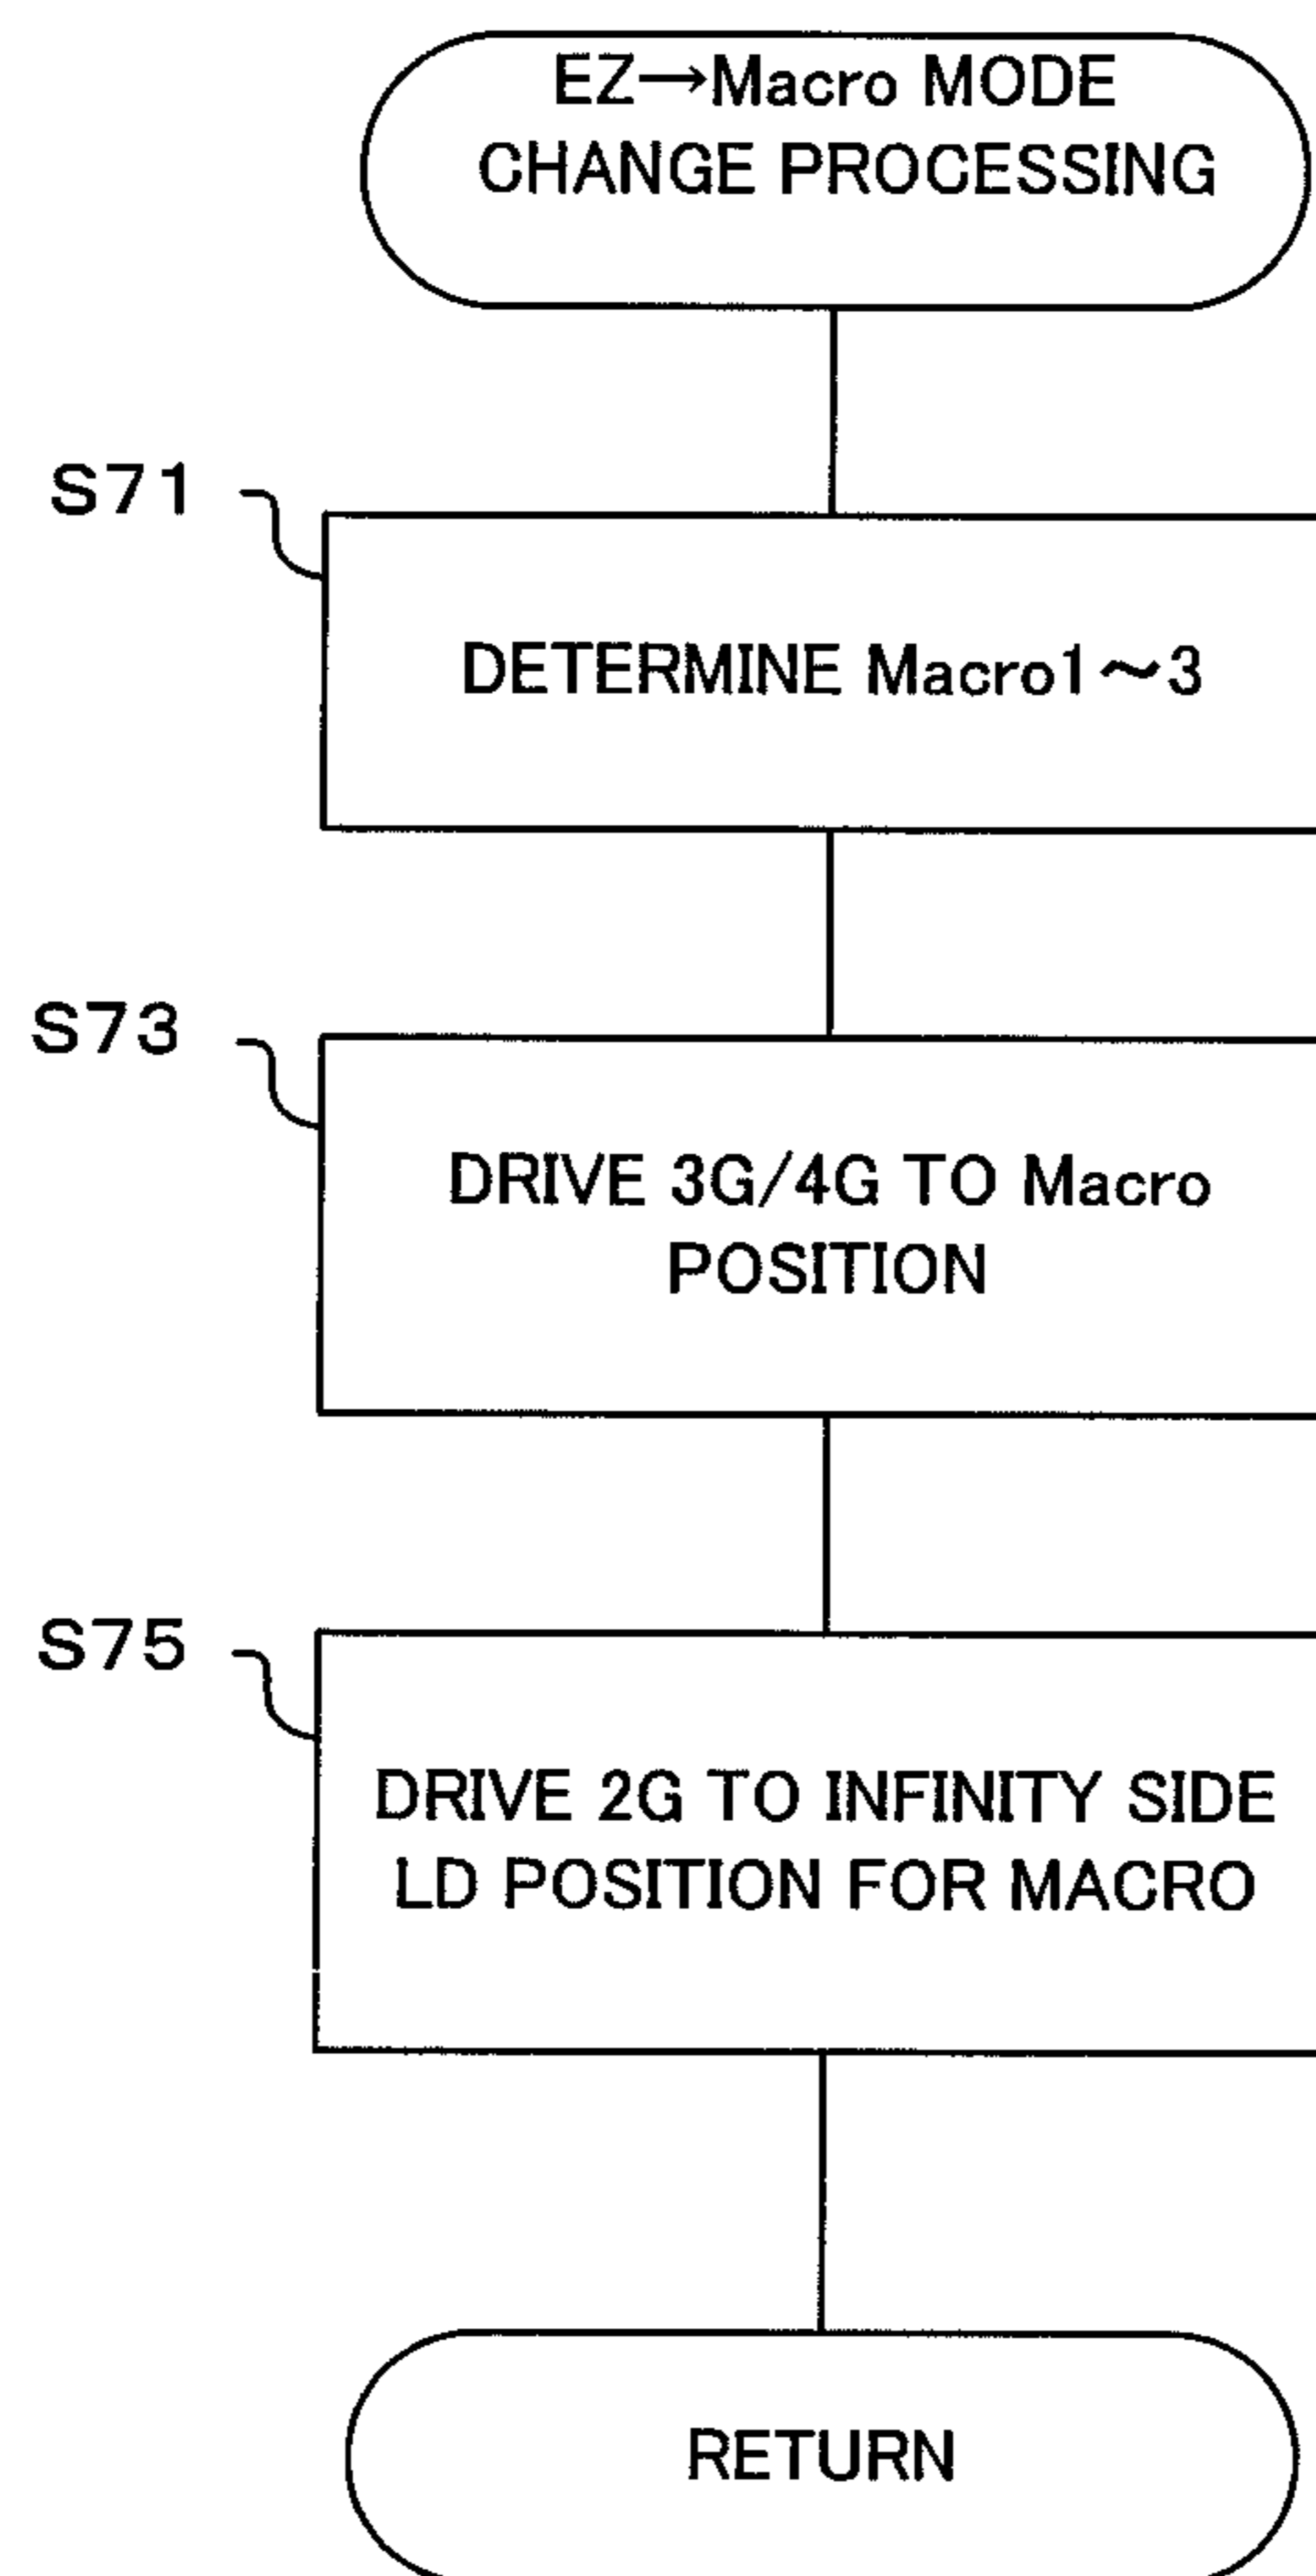 EZ→Macro MODE
CHANGE PROCESSING
S71
DETERMINE Macro1～3
S73
DRIVE 3G/4G TO Macro
POSITION
S75
DRIVE 2G TO INFINITY SIDE
LD POSITION FOR MACRO
RETURN